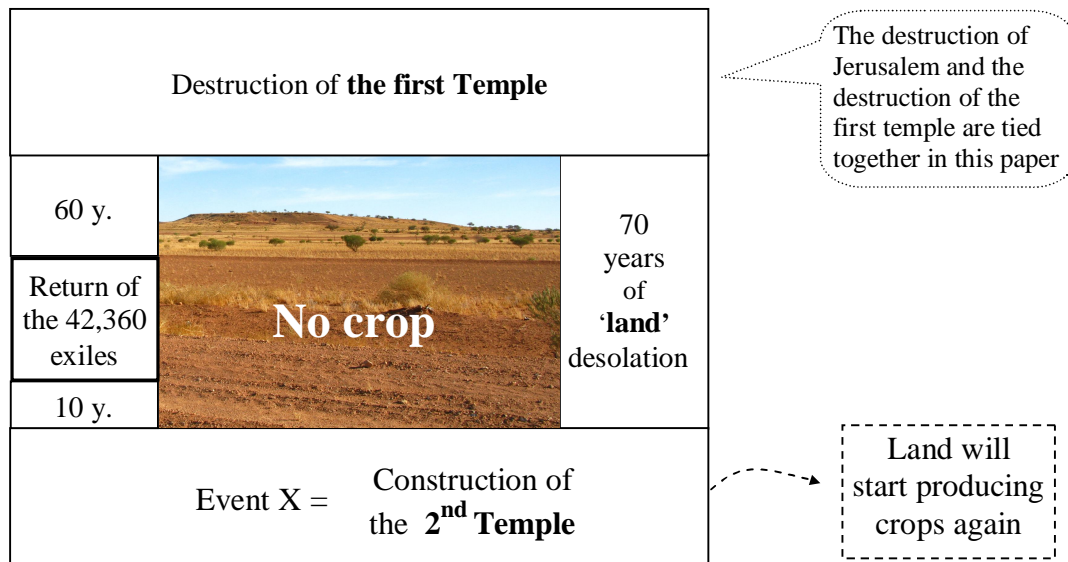 Destruction of the first Temple
The destruction of
Jerusalem and the
destruction of the
first temple are tied
together in this paper
60 y.
Return of
the 42,360
exiles
10 y.
No crop
70
years
of
‘land’
desolation
Event X =
Construction of
the 2nd Temple
Land will
start producing
crops again